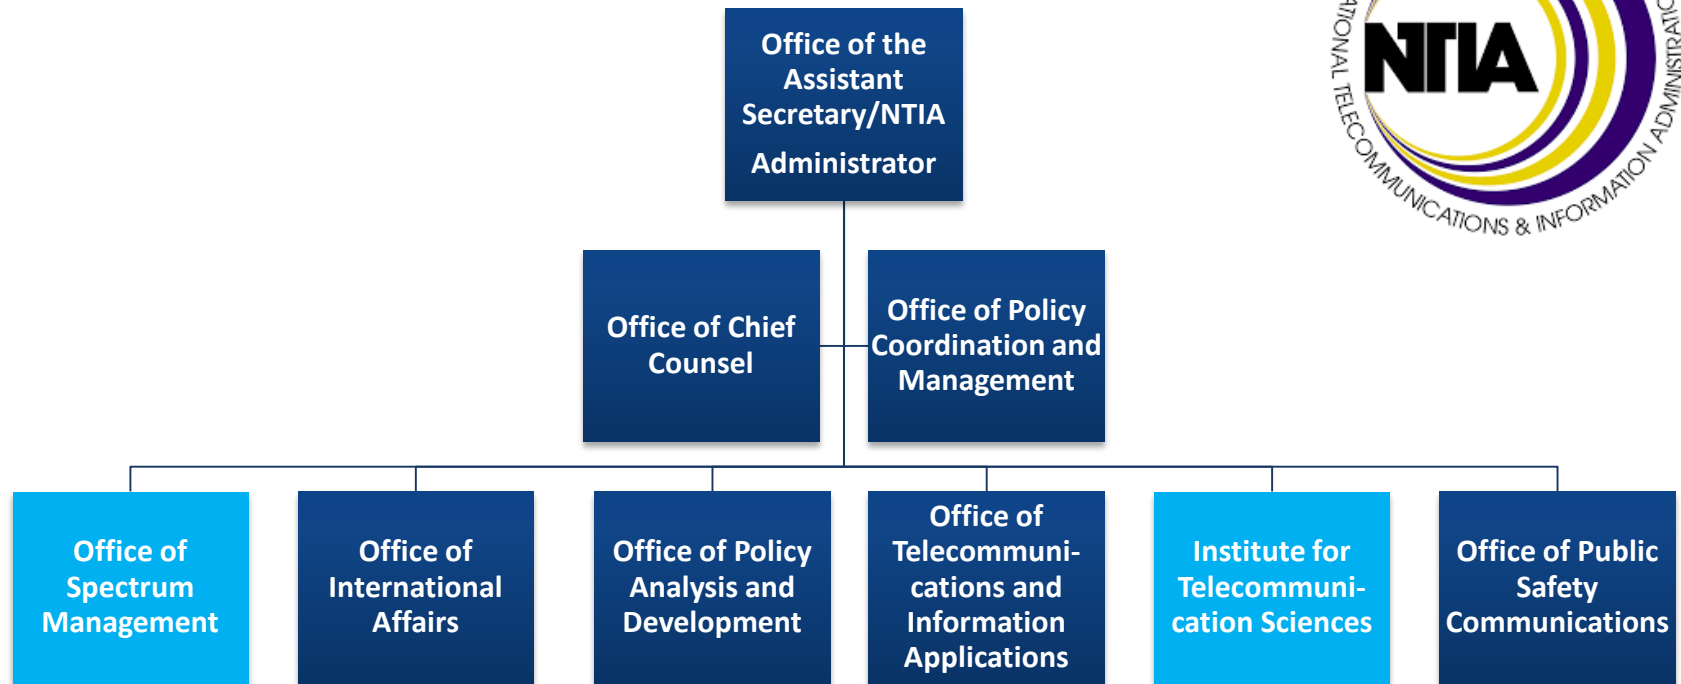 Office of the
Assistant
Secretary/NTIA
Administrator
NTIA
NATIONAL TELECOMMUNICATIONS & INFORMATION ADMINISTRATION
Office of Chief
Counsel
Office of Policy
Coordination and
Management
Office of
Spectrum
Management
Office of
International
Affairs
Office of Policy
Analysis and
Development
Office of
Telecommuni-
cations and
Information
Applications
Institute for
Telecommuni-
cation Sciences
Office of Public
Safety
Communications